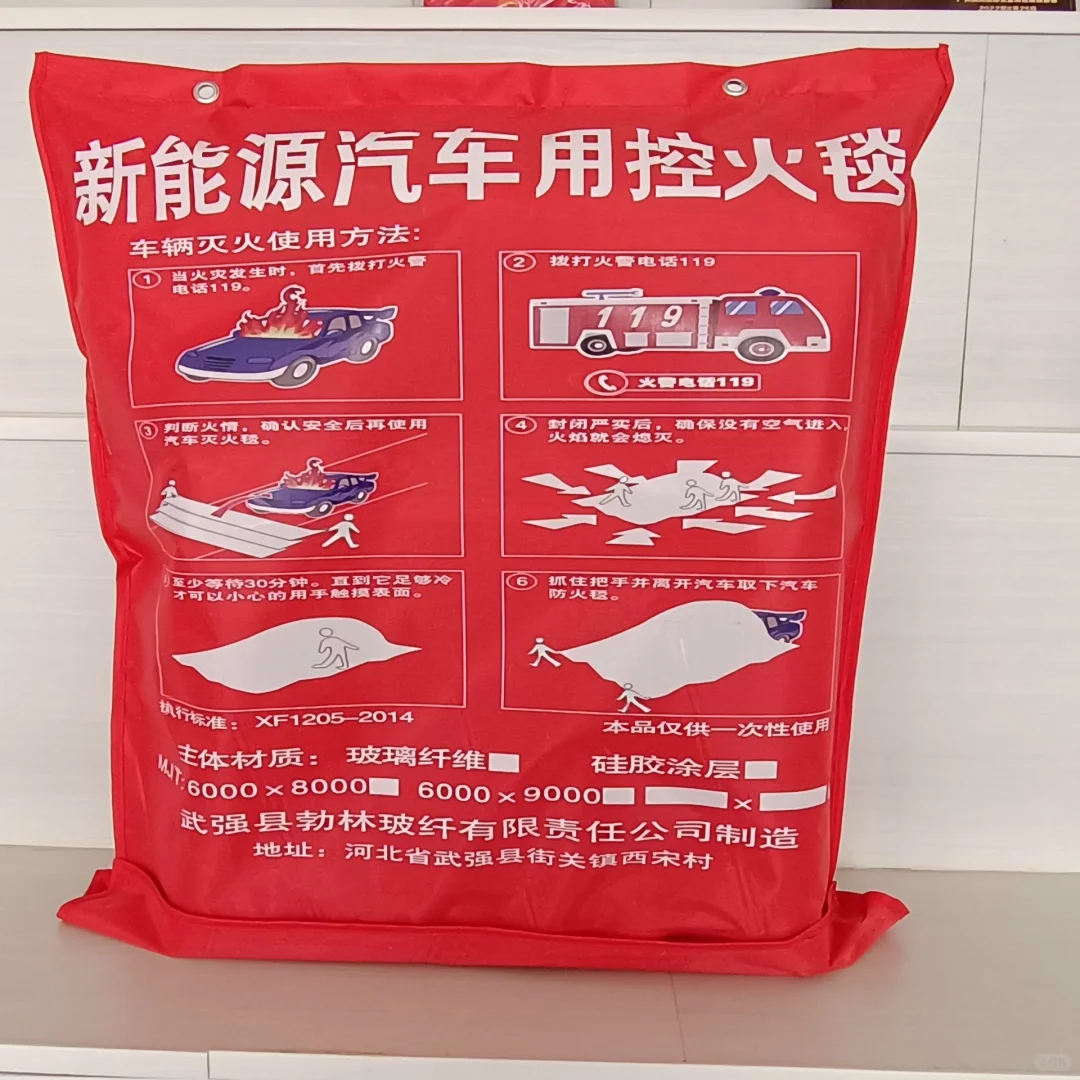 新能源汽车用控火毯
车辆灭火使用方法：
① 当火灾发生时，首先拨打火警
电话119。
② 拨打火警电话119
119
火警电话119
③ 判断火情，确认安全后再使用
汽车灭火毯。
④ 封闭严实后，确保没有空气进入，
火焰就会熄灭。
至少等待30分钟。直到它足够冷
才可以小心的用手触摸表面。
⑥ 抓住把手并离开汽车取下汽车
防火毯。
执行标准：XF1205-2014
本品仅供一次性使用
主体材质：玻璃纤维 硅胶涂层
MJT:6000×8000 6000×9000 ×
武强县勃林玻纤有限责任公司制造
地址：河北省武强县街关镇西宋村